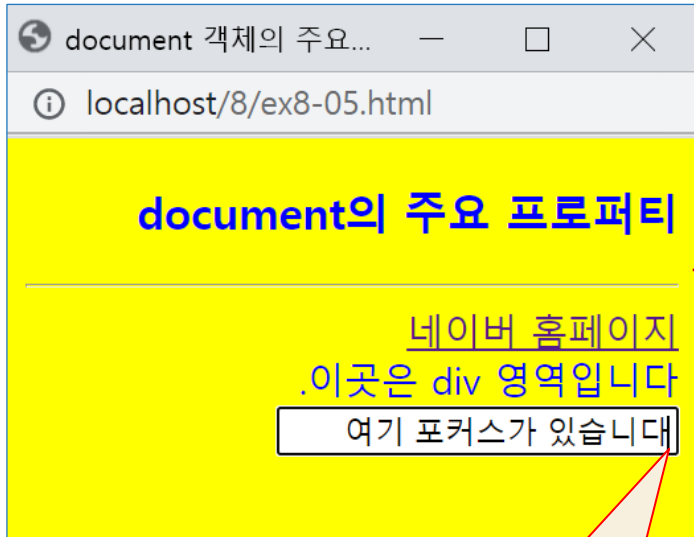 document 객체의 주요...
localhost/8/ex8-05.html
document의 주요 프로퍼티
네이버 홈페이지
.이곳은 div 영역입니다
여기 포커스가 있습니다